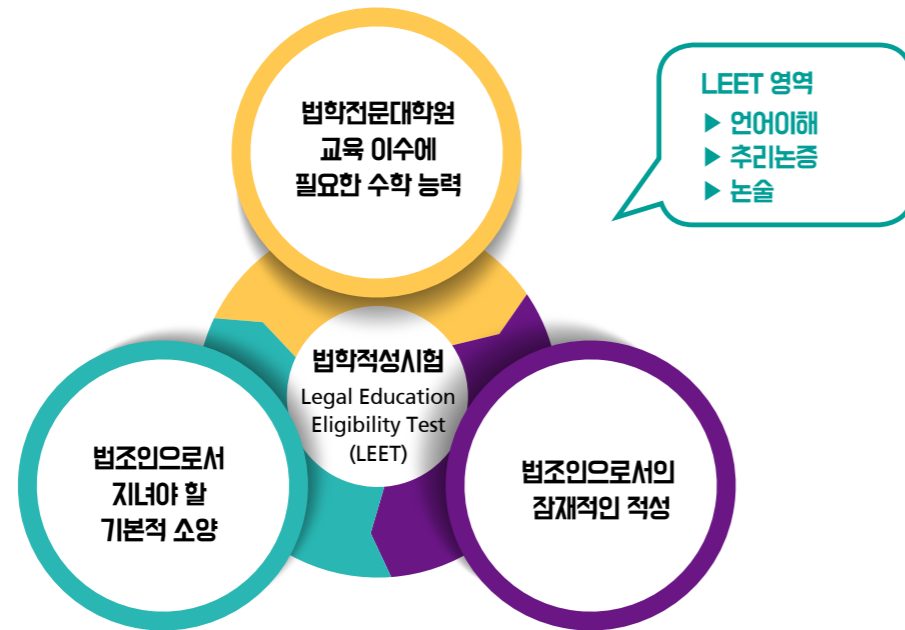 법학전문대학원
교육 이수에
필요한 수학 능력
LEET 영역
▶ 언어이해
▶ 추리논증
▶ 논술
법학적성시험
Legal Education
Eligibility Test
(LEET)
법조인으로서
지녀야 할
기본적 소양
법조인으로서의
잠재적인 적성